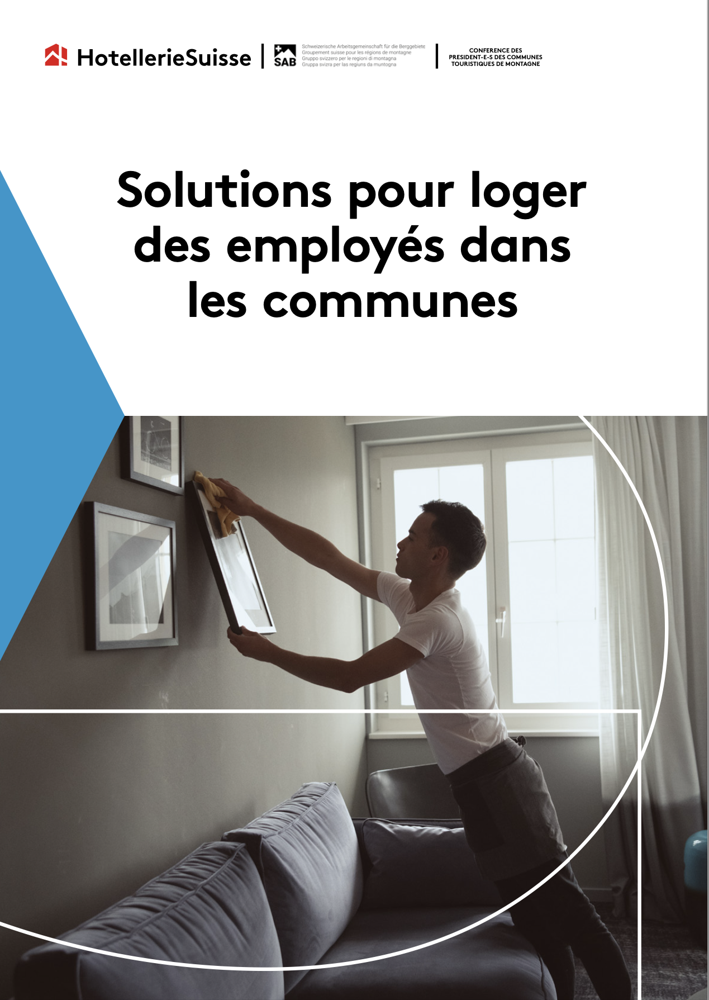 HotellerieSuisse
SAB
Schweizerische Arbeitsgemeinschaft für die Berggebiete
Groupement suisse pour les régions de montagne
Gruppo svizzero per le regioni di montagna
Gruppa svizra per las regiuns da muntogna
CONFERENCE DES
PRESIDENT-E-S DES COMMUNES
TOURISTIQUES DE MONTAGNE
Solutions pour loger
des employés dans
les communes